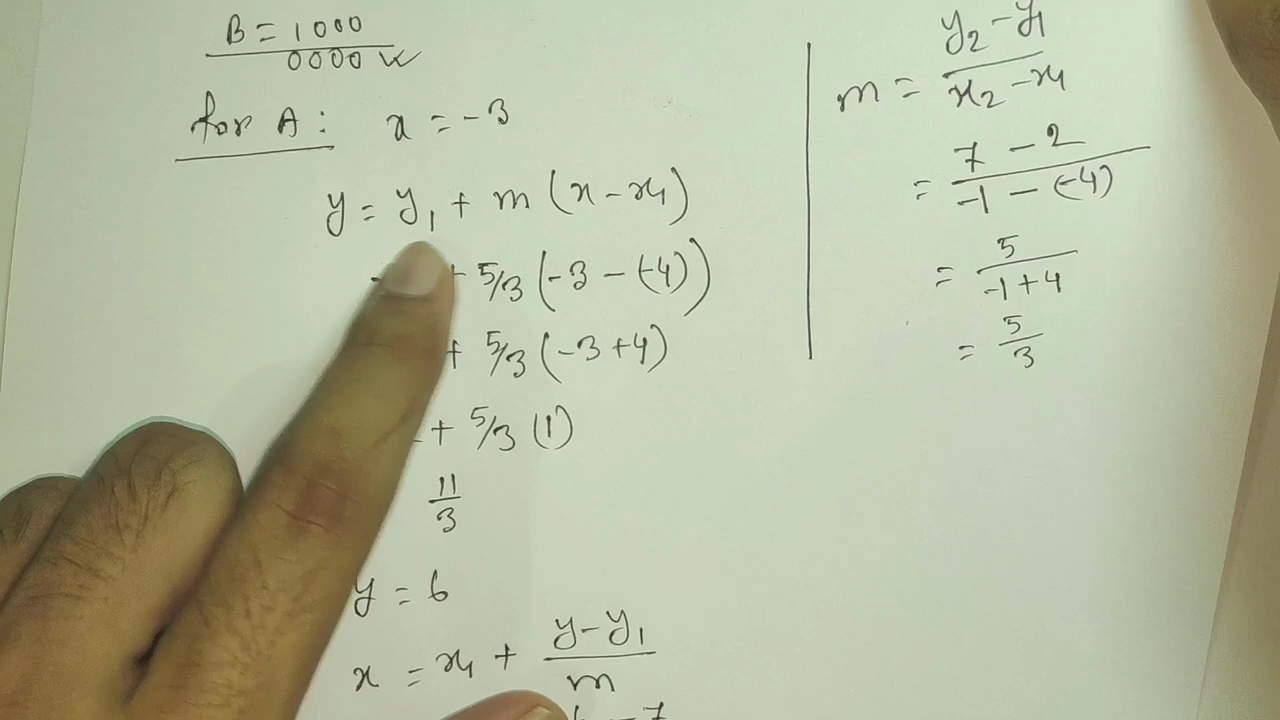 B = 1000
0000 ✓
for A: x = -3
y = y₁ + m (x - x₁)
+ 5/3 (-3 - (-4))
+ 5/3 (-3 + 4)
+ 5/3 (1)
11/3
y = 6
x = x₁ + (y - y₁)/m
- 7
m = (y₂ - y₁)/(x₂ - x₁)
= (7 - 2)/(-1 - (-4))
= 5/(-1 + 4)
= 5/3